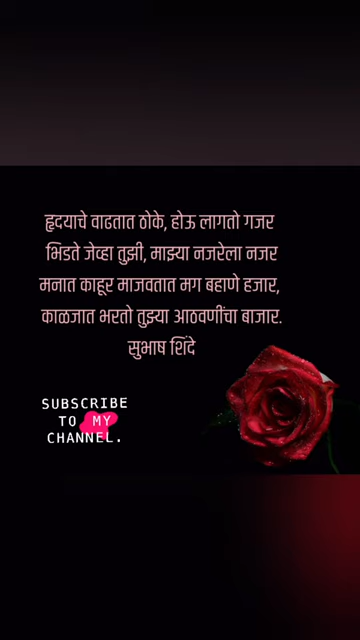 हृदयाचे वाढतात ठोके, होऊ लागतो गजर
भिडते जेव्हा तुझी, माझ्या नजरेला नजर
मनात काहूर माजवतात मग बहाणे हजार,
काळजात भरतो तुझ्या आठवणींचा बाजार.
सुभाष शिंदे
SUBSCRIBE
TO MY
CHANNEL.